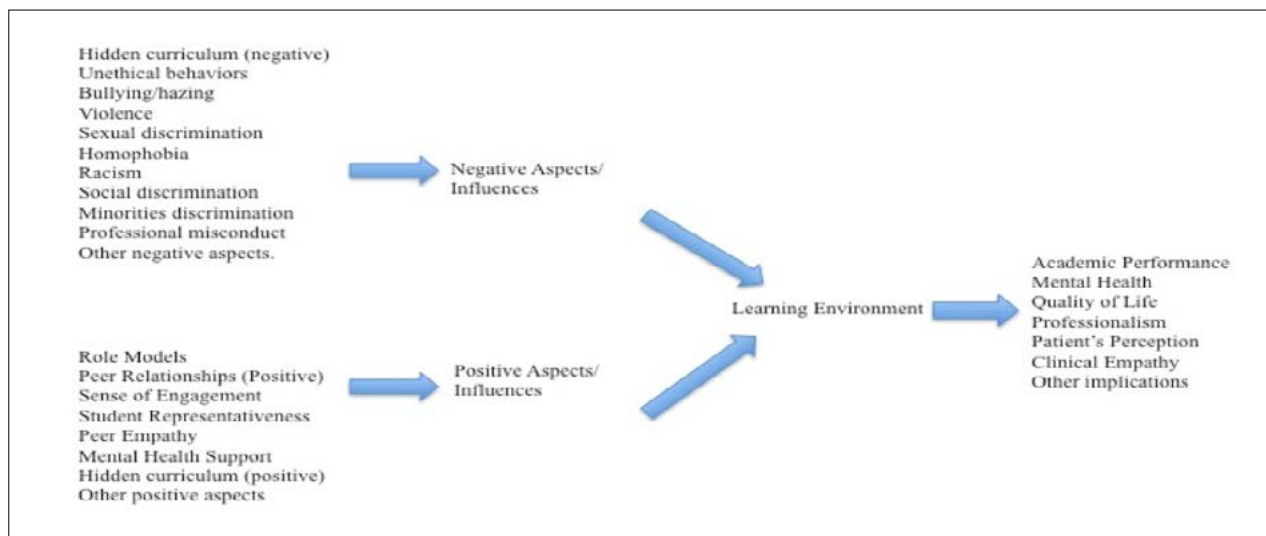 Hidden curriculum (negative)
Unethical behaviors
Bullying/hazing
Violence
Sexual discrimination
Homophobia
Racism
Social discrimination
Minorities discrimination
Professional misconduct
Other negative aspects.
Negative Aspects/
Influences
Role Models
Peer Relationships (Positive)
Sense of Engagement
Student Representativeness
Peer Empathy
Mental Health Support
Hidden curriculum (positive)
Other positive aspects
Positive Aspects/
Influences
Learning Environment
Academic Performance
Mental Health
Quality of Life
Professionalism
Patient's Perception
Clinical Empathy
Other implications